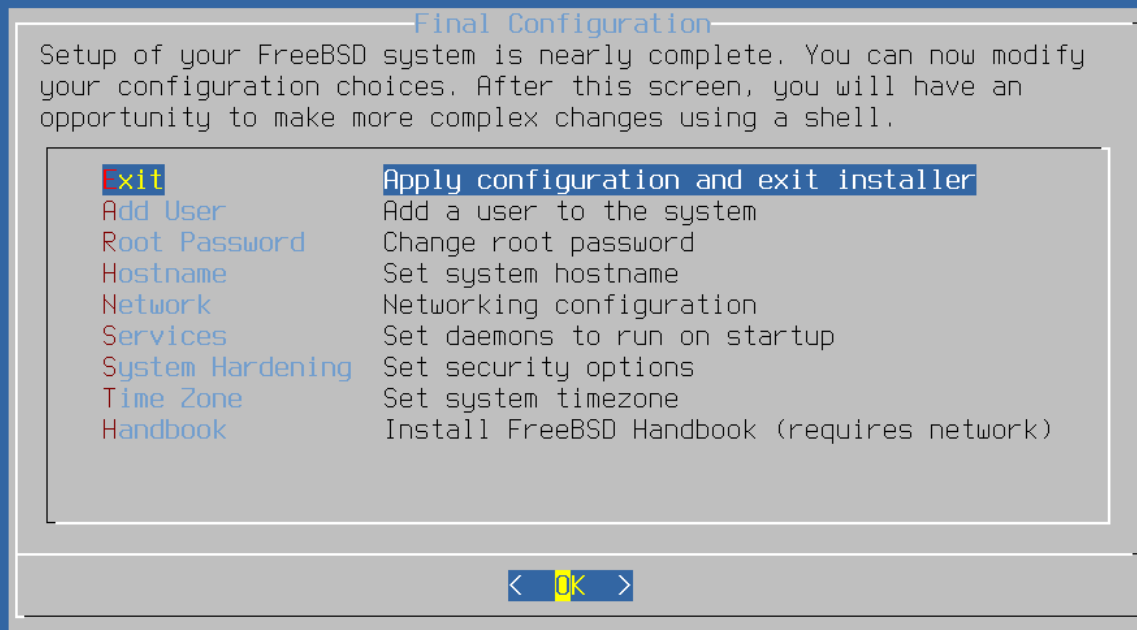 Final Configuration
Setup of your FreeBSD system is nearly complete. You can now modify
your configuration choices. After this screen, you will have an
opportunity to make more complex changes using a shell.
Exit Apply configuration and exit installer
Add User Add a user to the system
Root Password Change root password
Hostname Set system hostname
Network Networking configuration
Services Set daemons to run on startup
System Hardening Set security options
Time Zone Set system timezone
Handbook Install FreeBSD Handbook (requires network)
< OK >